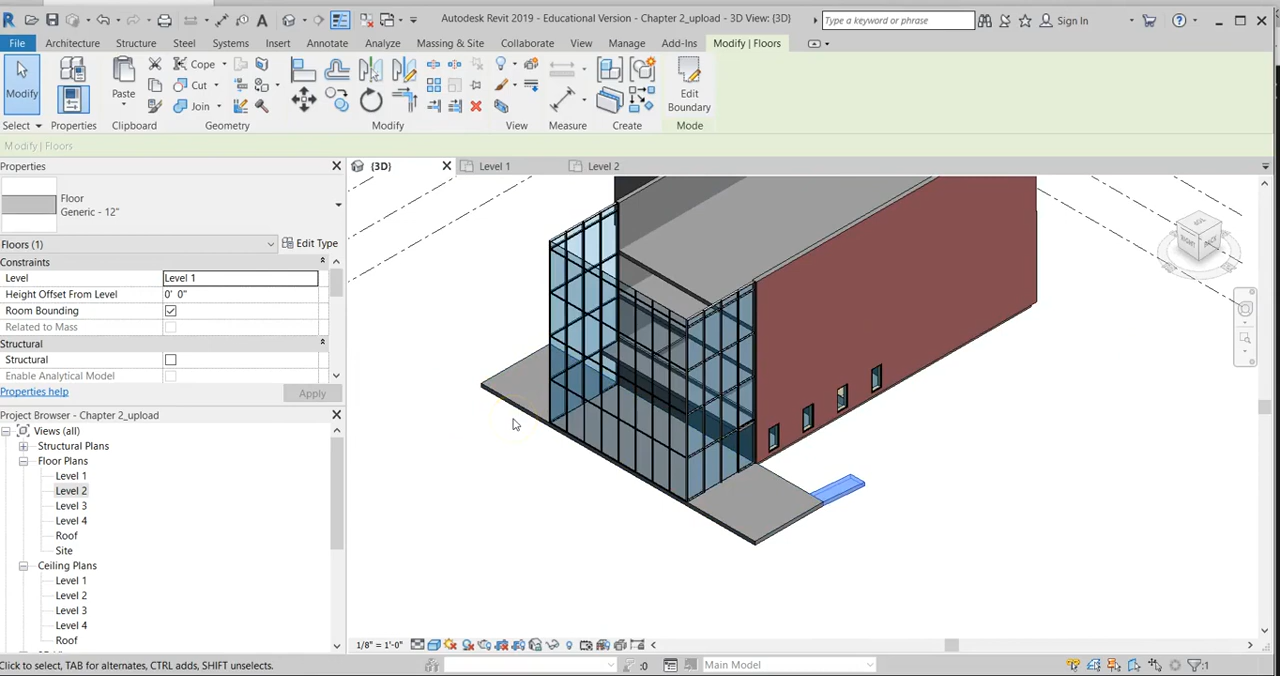 Autodesk Revit 2019 - Educational Version - Chapter 2_upload - 3D View: {3D}
Type a keyword or phrase
Sign In
File Architecture Structure Steel Systems Insert Annotate Analyze Massing & Site Collaborate View Manage Add-Ins Modify | Floors
Modify
Paste
Cope
Cut
Join
Edit
Boundary
Select Properties Clipboard Geometry Modify View Measure Create Mode
Modify | Floors
Properties
{3D}
Level 1
Level 2
Floor
Generic - 12"
Floors (1)
Edit Type
Constraints
Level Level 1
Height Offset From Level 0' 0"
Room Bounding
Related to Mass
Structural
Structural
Enable Analytical Model
Properties help
Apply
Project Browser - Chapter 2_upload
Views (all)
Structural Plans
Floor Plans
Level 1
Level 2
Level 3
Level 4
Roof
Site
Ceiling Plans
Level 1
Level 2
Level 3
Level 4
Roof
RIGHT
BACK
1/8" = 1'-0"
Click to select, TAB for alternates, CTRL adds, SHIFT unselects.
:0
Main Model
:1